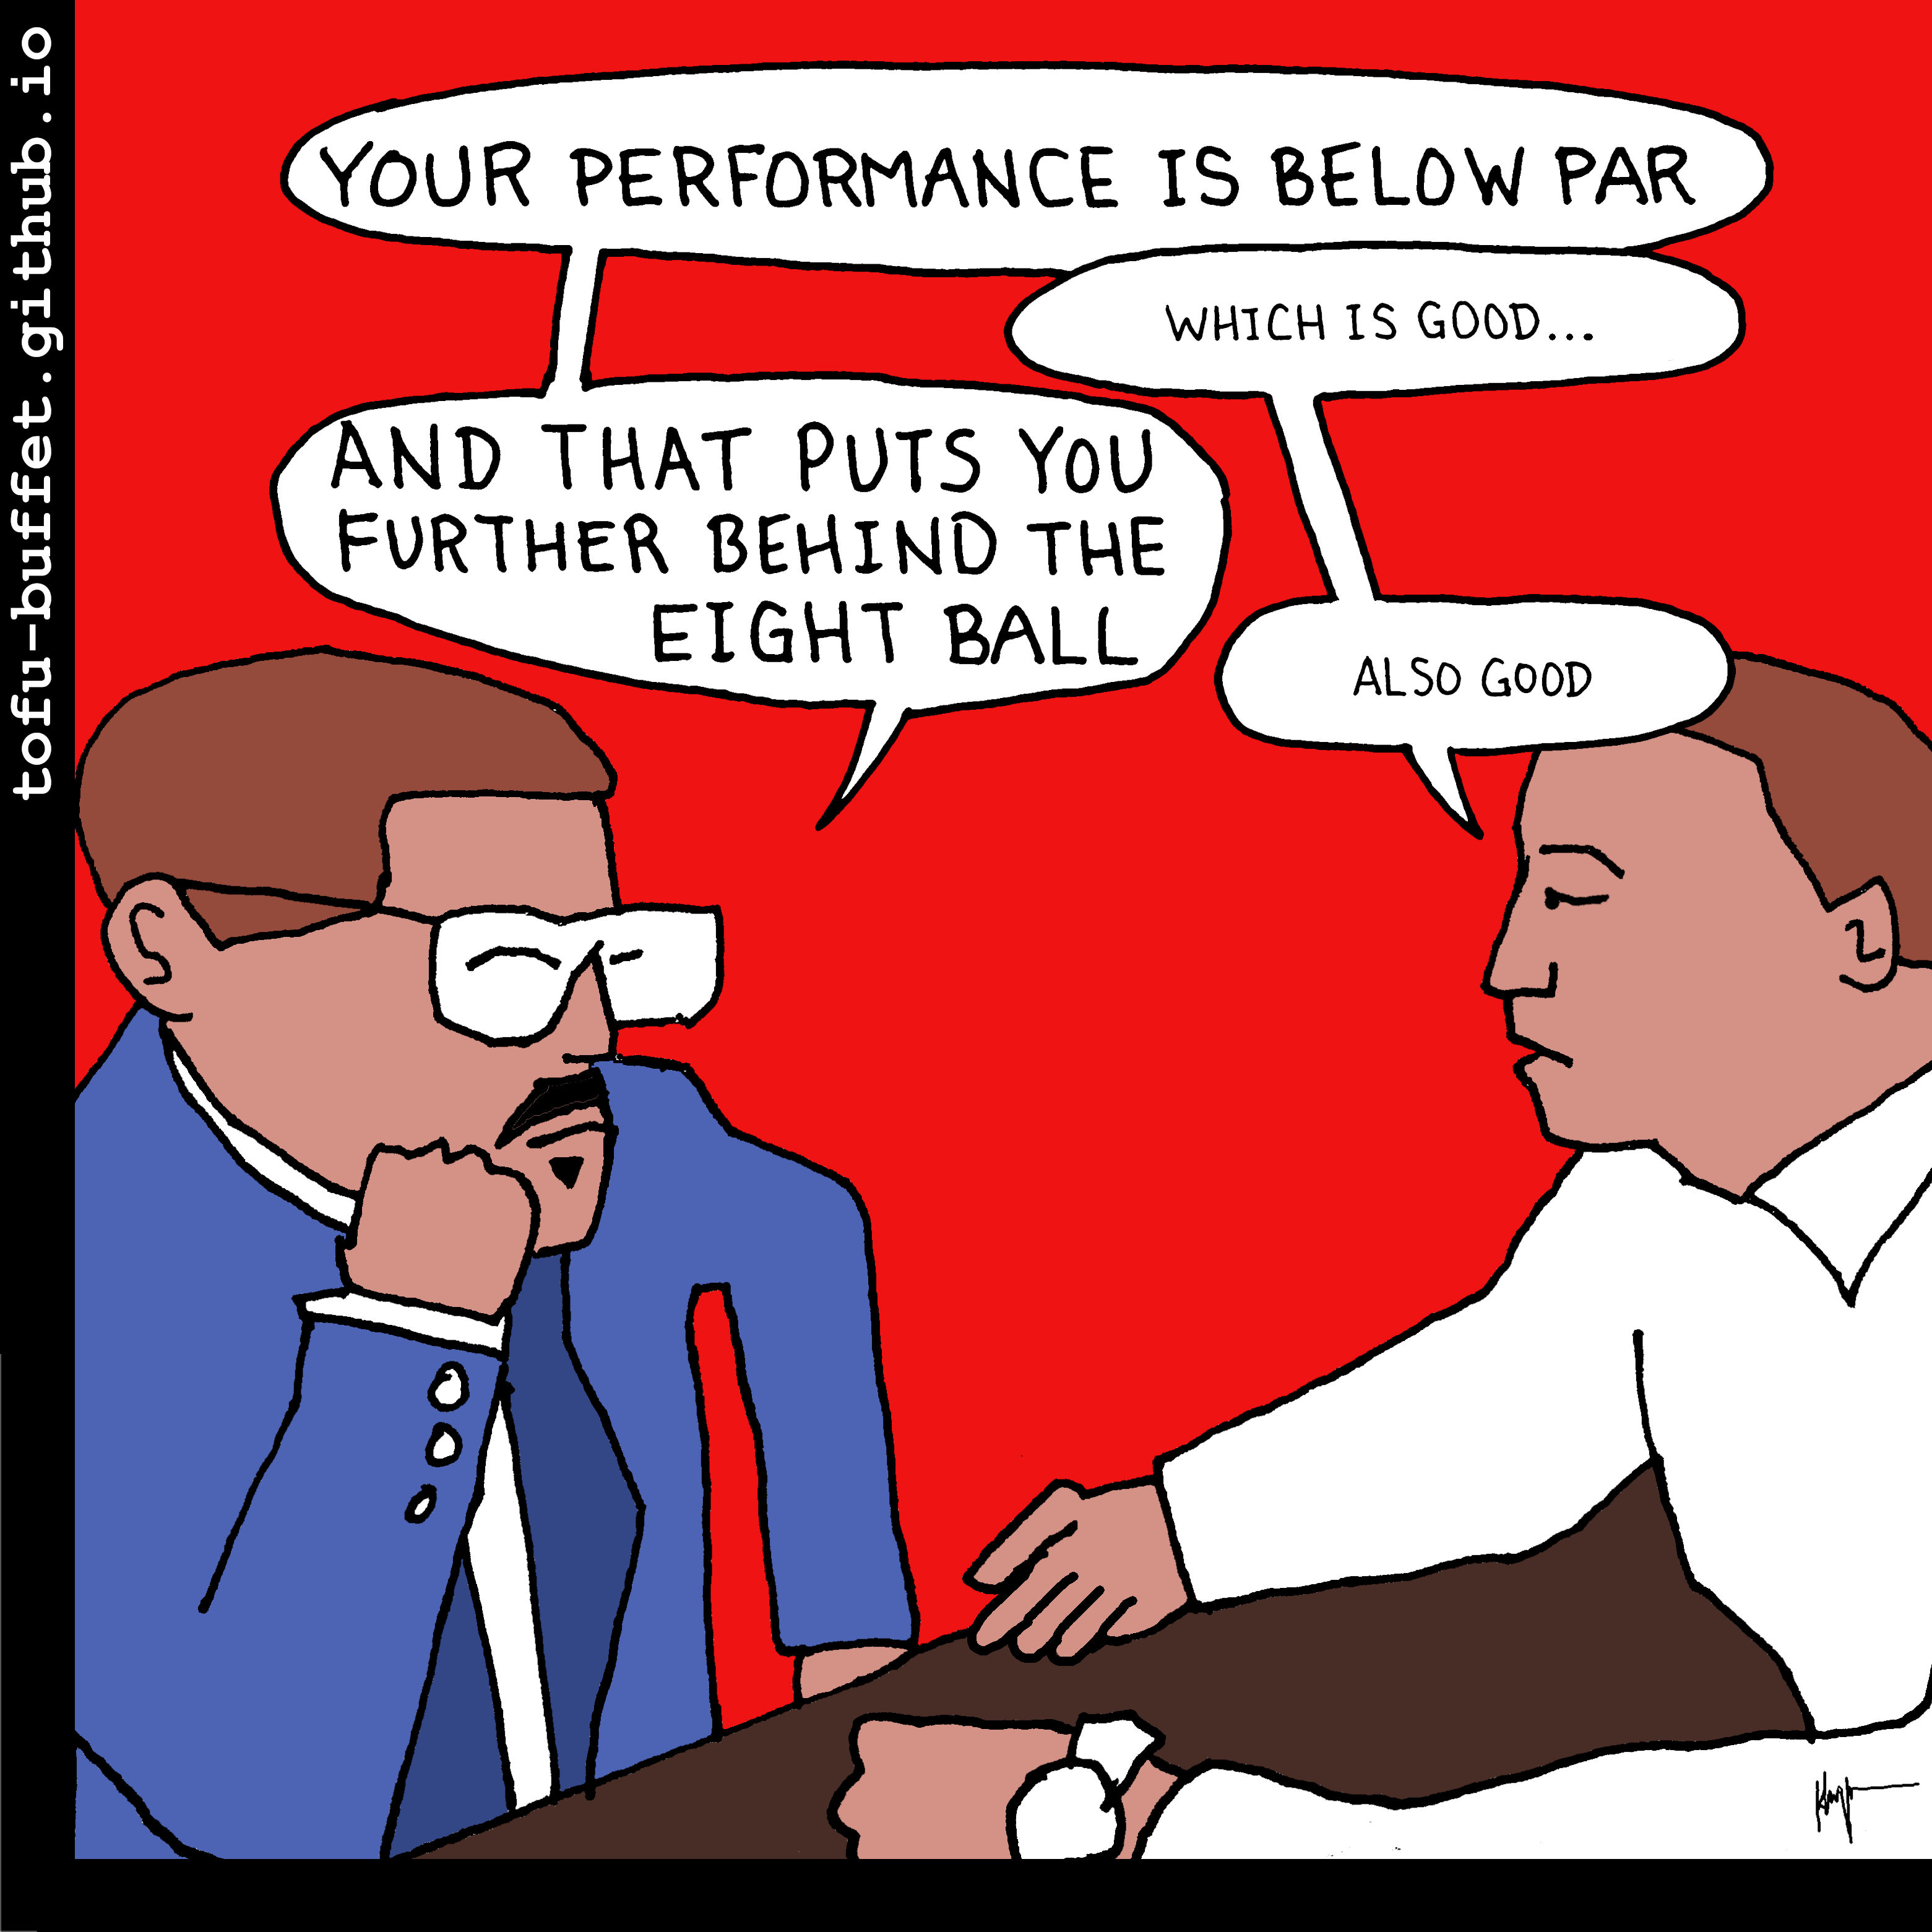 tofu-buffet.github.io
YOUR PERFORMANCE IS BELOW PAR
WHICH IS GOOD...
AND THAT PUTS YOU
FURTHER BEHIND THE
EIGHT BALL
ALSO GOOD